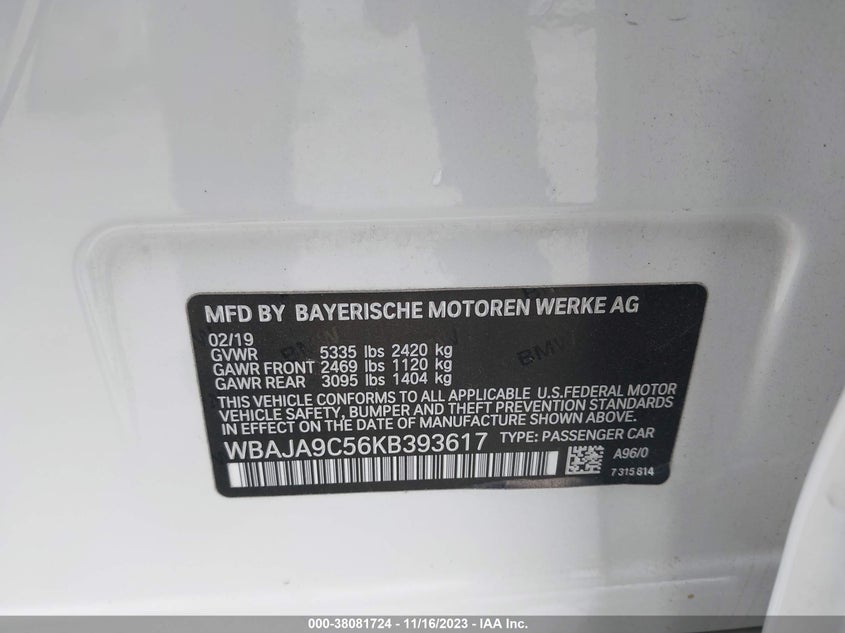 MFD BY BAYERISCHE MOTOREN WERKE AG
02/19
GVWR 5335 lbs 2420 kg
GAWR FRONT 2469 lbs 1120 kg
GAWR REAR 3095 lbs 1404 kg
THIS VEHICLE CONFORMS TO ALL APPLICABLE U.S.FEDERAL MOTOR
VEHICLE SAFETY, BUMPER AND THEFT PREVENTION STANDARDS
IN EFFECT ON THE DATE OF MANUFACTURE SHOWN ABOVE.
WBAJA9C56KB393617 TYPE: PASSENGER CAR
A96/0
7 315 814
000-38081724 - 11/16/2023 - IAA Inc.